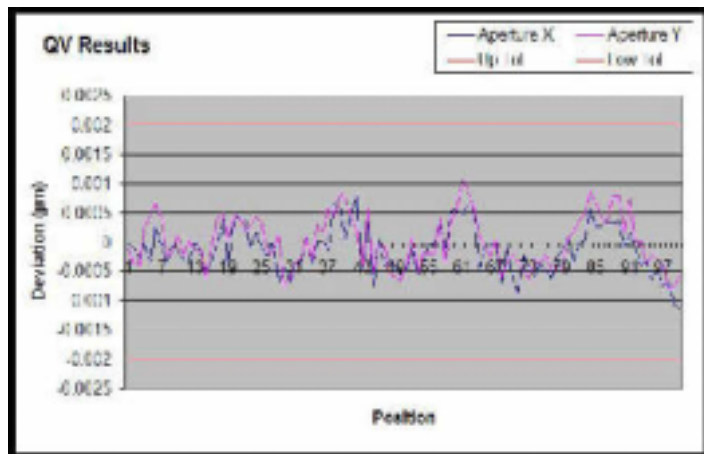 QV Results
Aperture X
Aperture Y
Up Tol
Low Tol
0.0025
0.002
0.0015
0.001
0.0005
0
-0.0005
-0.001
-0.0015
-0.002
-0.0025
Deviation
1 7 13 19 25 31 37 49 55 61 67 73 79 85 91 97
Position